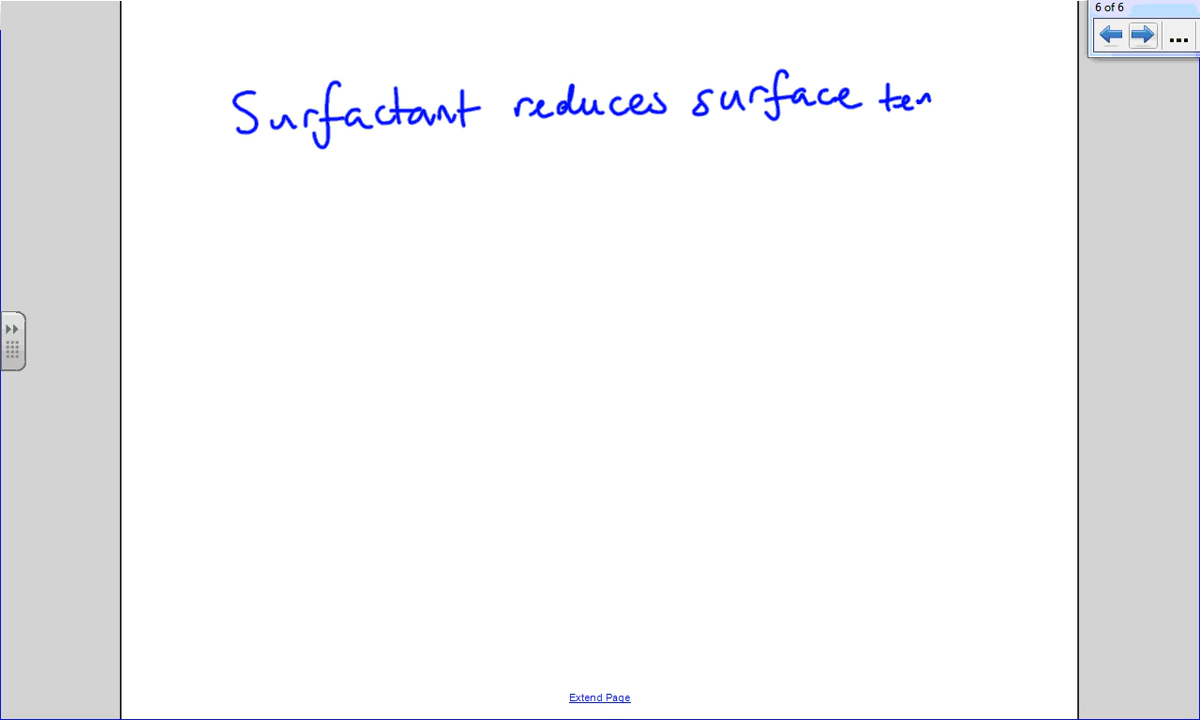 6 of 6
Surfactant reduces surface ten
Extend Page